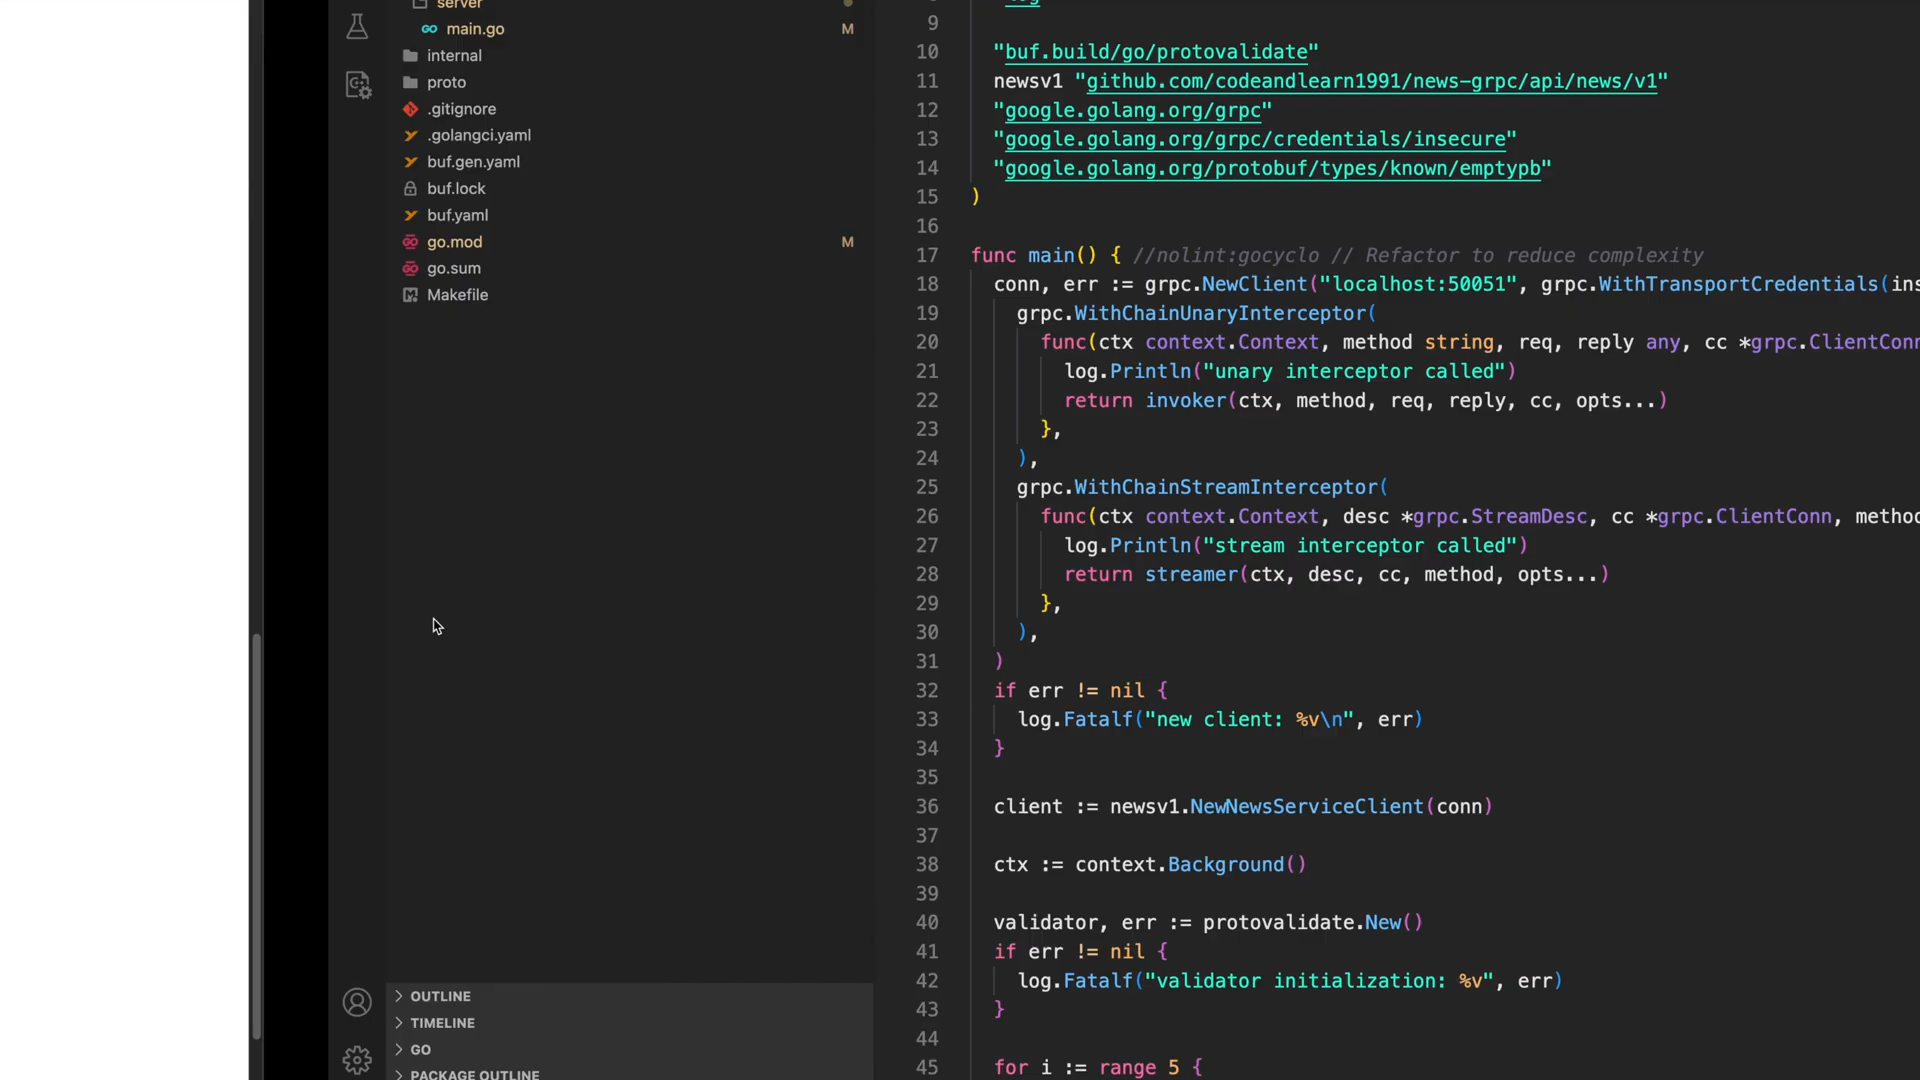 server
main.go M
internal
proto
.gitignore
.golangci.yaml
buf.gen.yaml
buf.lock
buf.yaml
go.mod M
go.sum
Makefile
OUTLINE
TIMELINE
GO
PACKAGE OUTLINE
9
10 "buf.build/go/protovalidate"
11 newsv1 "github.com/codeandlearn1991/news-grpc/api/news/v1"
12 "google.golang.org/grpc"
13 "google.golang.org/grpc/credentials/insecure"
14 "google.golang.org/protobuf/types/known/emptypb"
15 )
16
17 func main() { //nolint:gocyclo // Refactor to reduce complexity
18 conn, err := grpc.NewClient("localhost:50051", grpc.WithTransportCredentials(ins
19 grpc.WithChainUnaryInterceptor(
20 func(ctx context.Context, method string, req, reply any, cc *grpc.ClientConn
21 log.Println("unary interceptor called")
22 return invoker(ctx, method, req, reply, cc, opts...)
23 },
24 ),
25 grpc.WithChainStreamInterceptor(
26 func(ctx context.Context, desc *grpc.StreamDesc, cc *grpc.ClientConn, method
27 log.Println("stream interceptor called")
28 return streamer(ctx, desc, cc, method, opts...)
29 },
30 ),
31 )
32 if err != nil {
33 log.Fatalf("new client: %v\n", err)
34 }
35
36 client := newsv1.NewNewsServiceClient(conn)
37
38 ctx := context.Background()
39
40 validator, err := protovalidate.New()
41 if err != nil {
42 log.Fatalf("validator initialization: %v", err)
43 }
44
45 for i := range 5 {